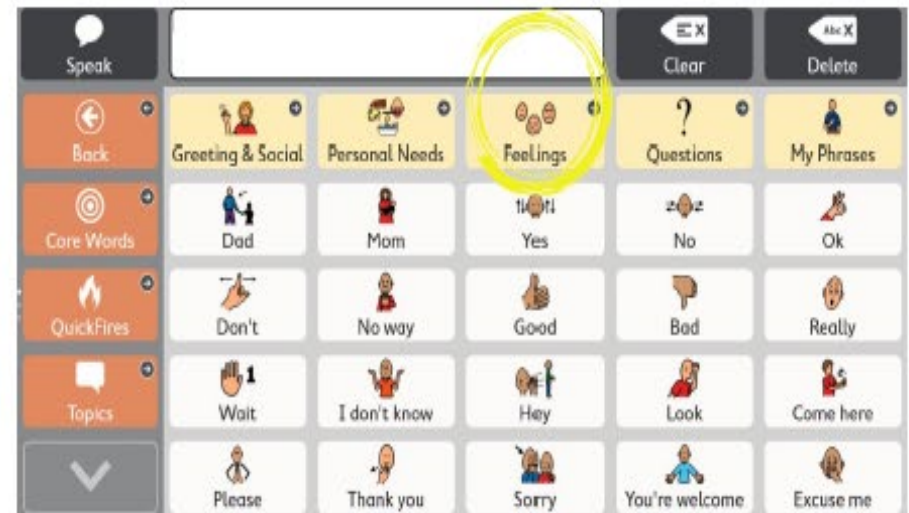 Speak Clear Abc Delete
Back Greeting & Social Personal Needs Feelings ? Questions My Phrases
Core Words Dad Mom Yes No Ok
QuickFires Don't No way Good Bad Really
Topics Wait 1 I don't know Hey Look Come here
Please Thank you Sorry You're welcome Excuse me